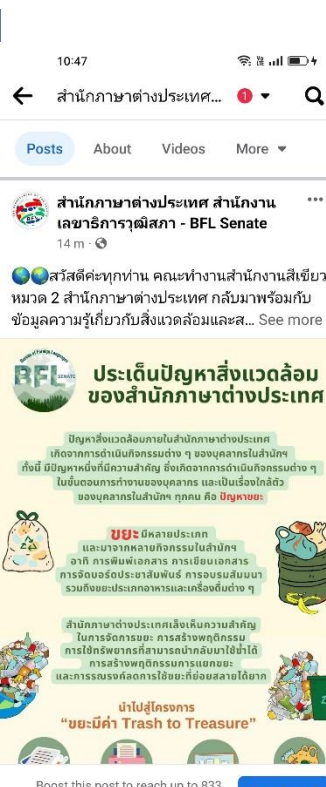 10:47
สำนักภาษาต่างประเทศ...
Posts About Videos More
สำนักภาษาต่างประเทศ สำนักงาน
เลขาธิการวุฒิสภา - BFL Senate
14 m
สวัสดีค่ะทุกท่าน คณะทำงานสำนักงานสีเขียว
หมวด 2 สำนักภาษาต่างประเทศ กลับมาพร้อมกับ
ข้อมูลความรู้เกี่ยวกับสิ่งแวดล้อมและส... See more
BFL SENATE
ประเด็นปัญหาสิ่งแวดล้อม
ของสำนักภาษาต่างประเทศ
ปัญหาสิ่งแวดล้อมภายในสำนักภาษาต่างประเทศ
เกิดจากการดำเนินกิจกรรมต่าง ๆ ของบุคลากรในสำนักฯ
ทั้งนี้ มีปัญหาหนึ่งที่มีความสำคัญ ซึ่งเกิดจากการดำเนินกิจกรรมต่าง ๆ
ในขั้นตอนการทำงานของบุคลากร และเป็นเรื่องใกล้ตัว
ของบุคลากรในสำนักฯ ทุกคน คือ ปัญหาขยะ
ขยะ มีหลายประเภท
และมาจากหลายกิจกรรมในสำนักฯ
อาทิ การพิมพ์เอกสาร การเขียนเอกสาร
การจัดบอร์ดประชาสัมพันธ์ การอบรมสัมมนา
รวมถึงขยะประเภทอาหารและเครื่องดื่มต่าง ๆ
สำนักภาษาต่างประเทศเล็งเห็นความสำคัญ
ในการจัดการขยะ การสร้างพฤติกรรม
การใช้ทรัพยากรที่สามารถนำกลับมาใช้ซ้ำได้
การสร้างพฤติกรรมการแยกขยะ
และการรณรงค์ลดการใช้ขยะที่ย่อยสลายได้ยาก
นำไปสู่โครงการ
“ขยะมีค่า Trash to Treasure”
Boost this post to reach up to 833